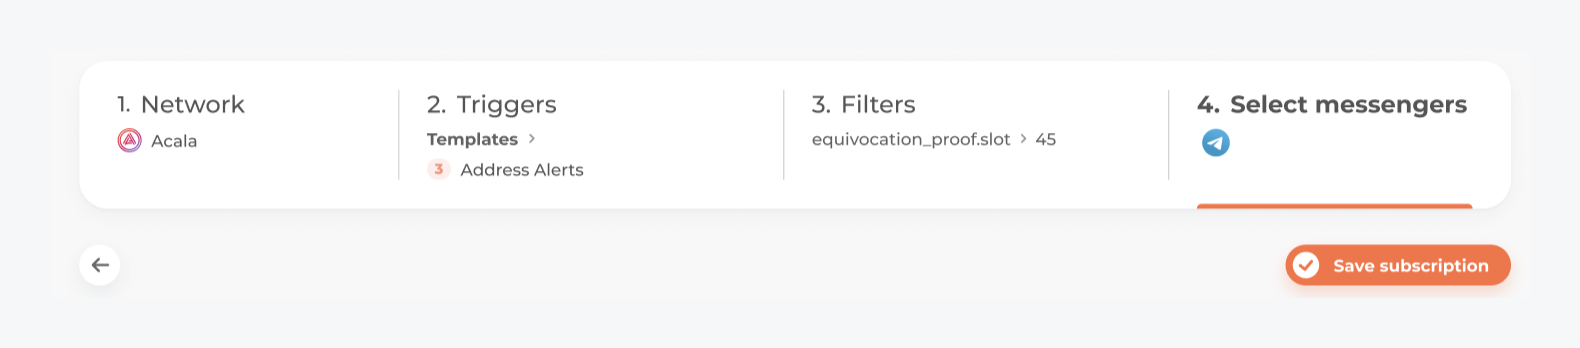 1. Network
Acala
2. Triggers
Templates >
3 Address Alerts
3. Filters
equivocation_proof.slot > 45
4. Select messengers
Save subscription